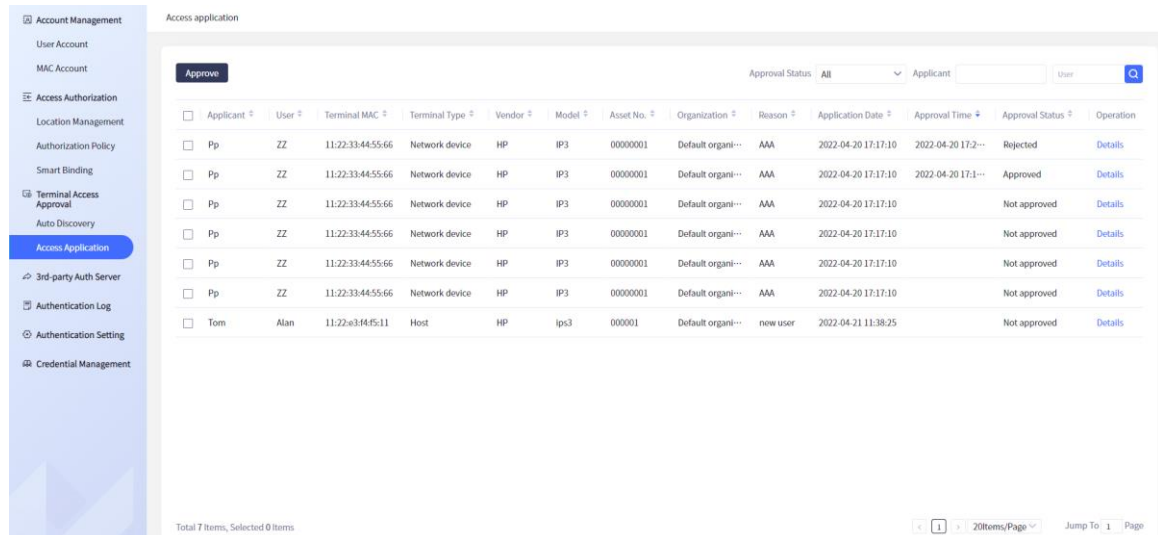 Account Management
User Account
MAC Account
Access Authorization
Location Management
Authorization Policy
Smart Binding
Terminal Access
Approval
Auto Discovery
Access Application
3rd-party Auth Server
Authentication Log
Authentication Setting
Credential Management
Access application
Approve Approval Status All Applicant User
Applicant User Terminal MAC Terminal Type Vendor Model Asset No. Organization Reason Application Date Approval Time Approval Status Operation
Pp ZZ 11:22:33:44:55:66 Network device HP IP3 00000001 Default organi··· AAA 2022-04-20 17:17:10 2022-04-20 17:2··· Rejected Details
Pp ZZ 11:22:33:44:55:66 Network device HP IP3 00000001 Default organi··· AAA 2022-04-20 17:17:10 2022-04-20 17:1··· Approved Details
Pp ZZ 11:22:33:44:55:66 Network device HP IP3 00000001 Default organi··· AAA 2022-04-20 17:17:10 Not approved Details
Pp ZZ 11:22:33:44:55:66 Network device HP IP3 00000001 Default organi··· AAA 2022-04-20 17:17:10 Not approved Details
Pp ZZ 11:22:33:44:55:66 Network device HP IP3 00000001 Default organi··· AAA 2022-04-20 17:17:10 Not approved Details
Pp ZZ 11:22:33:44:55:66 Network device HP IP3 00000001 Default organi··· AAA 2022-04-20 17:17:10 Not approved Details
Tom Alan 11:22:e3:f4:f5:11 Host HP ips3 000001 Default organi··· new user 2022-04-21 11:38:25 Not approved Details
Total 7 Items, Selected 0 Items < 1 > 20Items/Page Jump To 1 Page